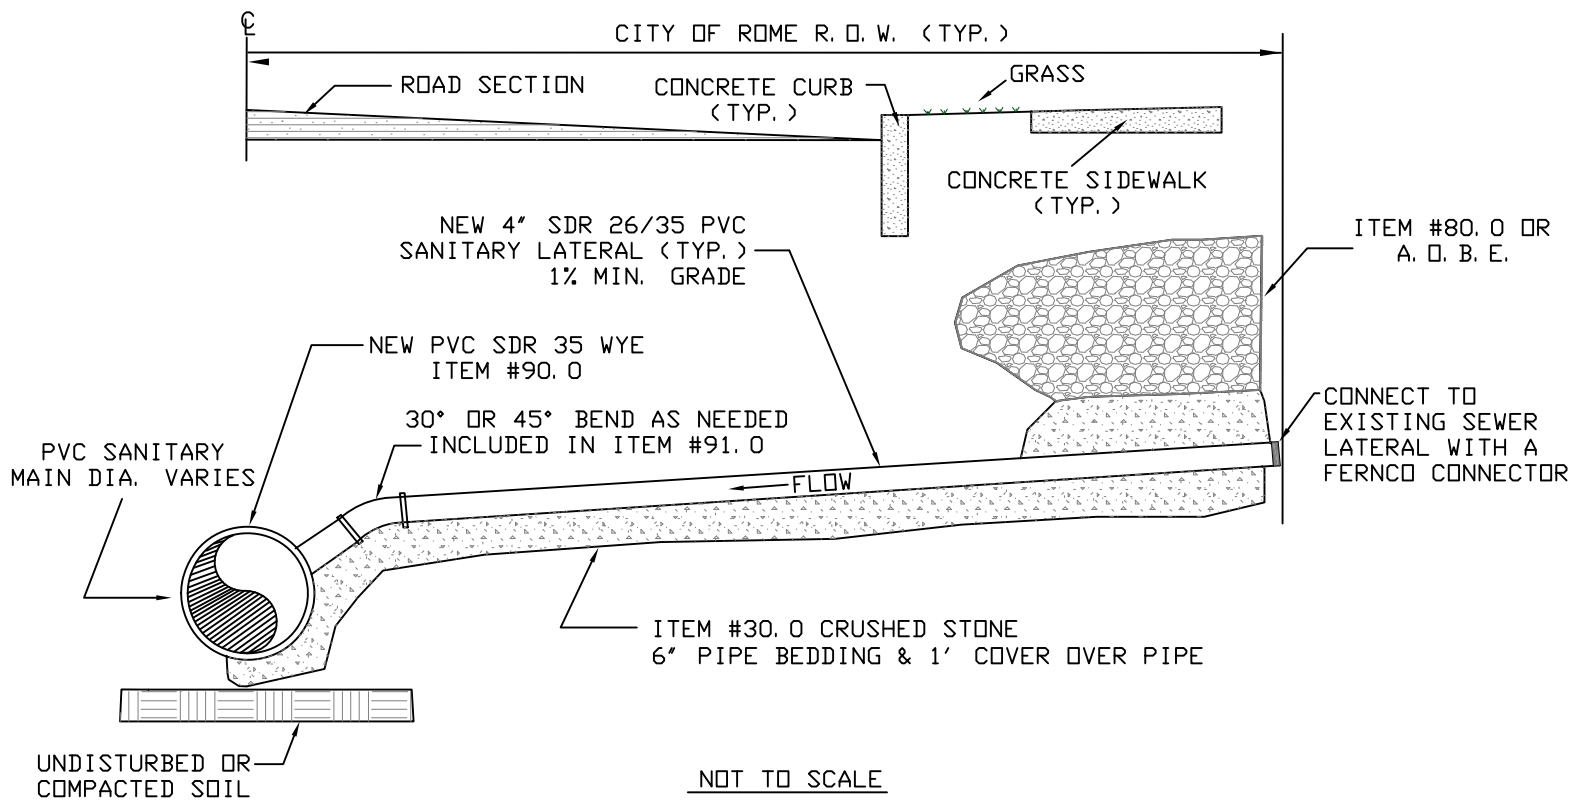 ℄
CITY OF ROME R.O.W. (TYP.)
ROAD SECTION
CONCRETE CURB
(TYP.)
GRASS
CONCRETE SIDEWALK
(TYP.)
NEW 4" SDR 26/35 PVC
SANITARY LATERAL (TYP.)
1% MIN. GRADE
ITEM #80.0 OR
A.O.B.E.
NEW PVC SDR 35 WYE
ITEM #90.0
30° OR 45° BEND AS NEEDED
INCLUDED IN ITEM #91.0
CONNECT TO
EXISTING SEWER
LATERAL WITH A
FERNCO CONNECTOR
PVC SANITARY
MAIN DIA. VARIES
FLOW
ITEM #30.0 CRUSHED STONE
6" PIPE BEDDING & 1' COVER OVER PIPE
UNDISTURBED OR
COMPACTED SOIL
NOT TO SCALE